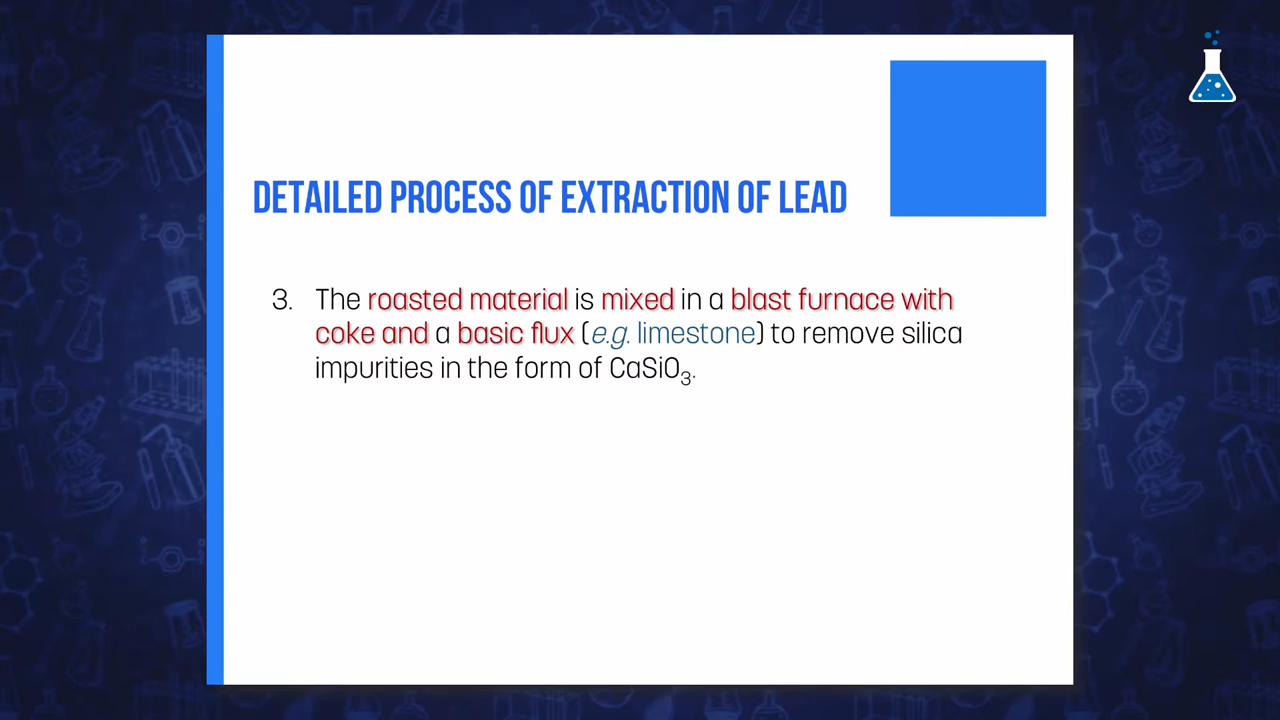 DETAILED PROCESS OF EXTRACTION OF LEAD
3. The roasted material is mixed in a blast furnace with
coke and a basic flux (e.g. limestone) to remove silica
impurities in the form of CaSiO₃.